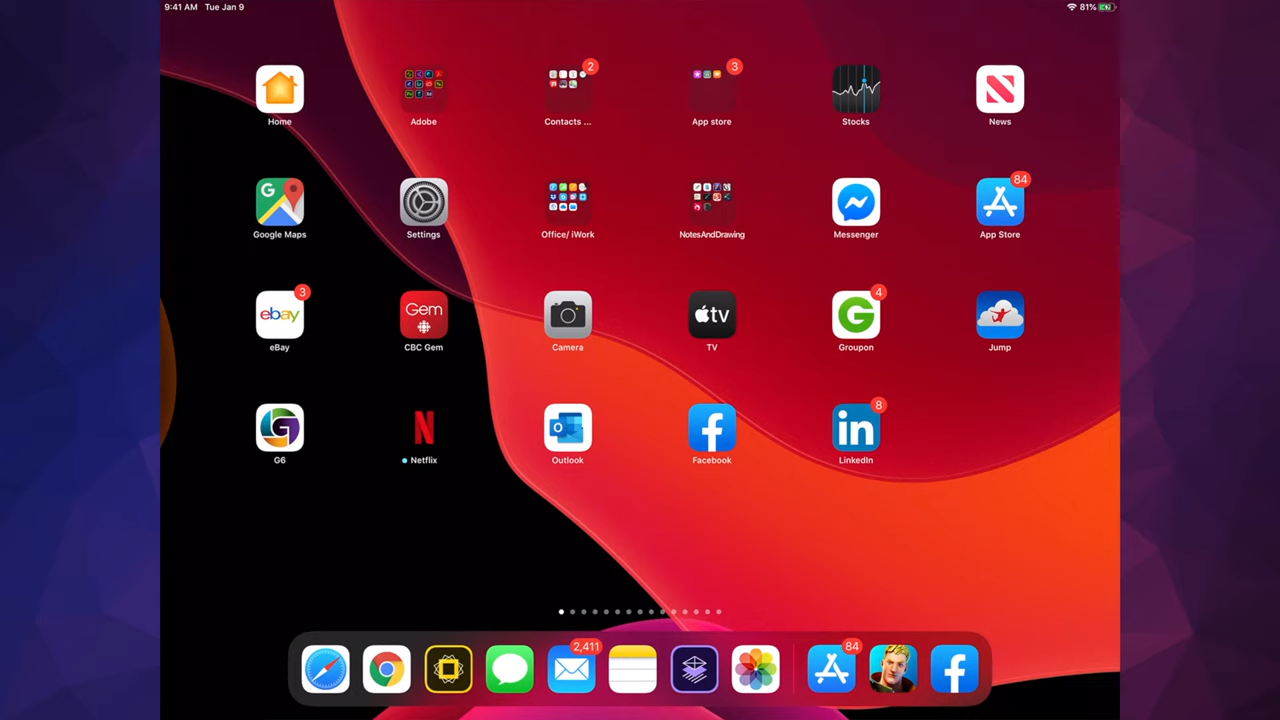 9:41 AM Tue Jan 9
81%
2
3
Home
Adobe
Contacts ...
App store
Stocks
News
G
84
Google Maps
Settings
Office/ iWork
NotesAndDrawing
Messenger
App Store
3
ebay
Gem
tv
4
G
eBay
CBC Gem
Camera
TV
Groupon
Jump
8
G
N
O
f
in
G6
Netflix
Outlook
Facebook
LinkedIn
2,411
84
f